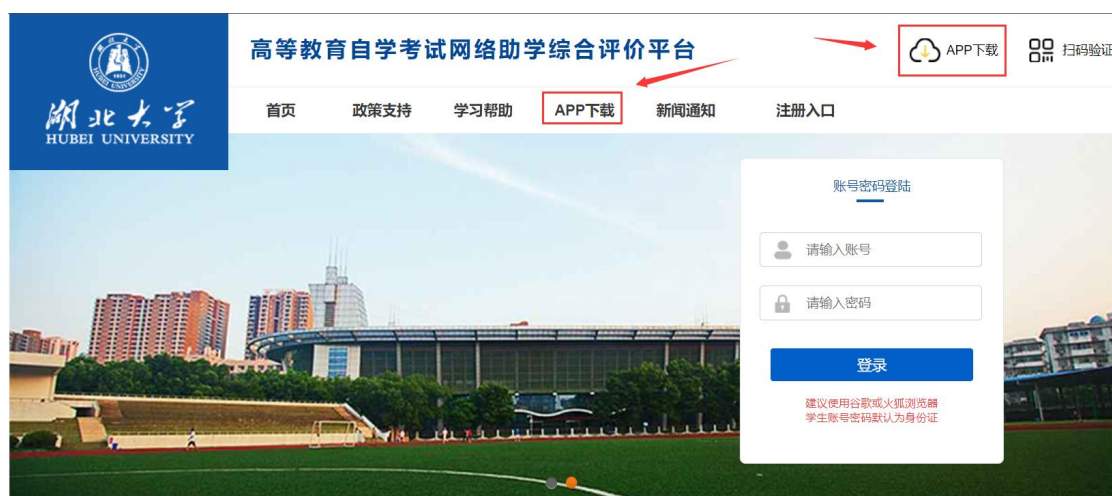 湖北大学
HUBEI UNIVERSITY
高等教育自学考试网络助学综合评价平台
APP下载
扫码验证
首页 政策支持 学习帮助 APP下载 新闻通知 注册入口
账号密码登陆
请输入账号
请输入密码
登录
建议使用谷歌或火狐浏览器
学生账号密码默认为身份证